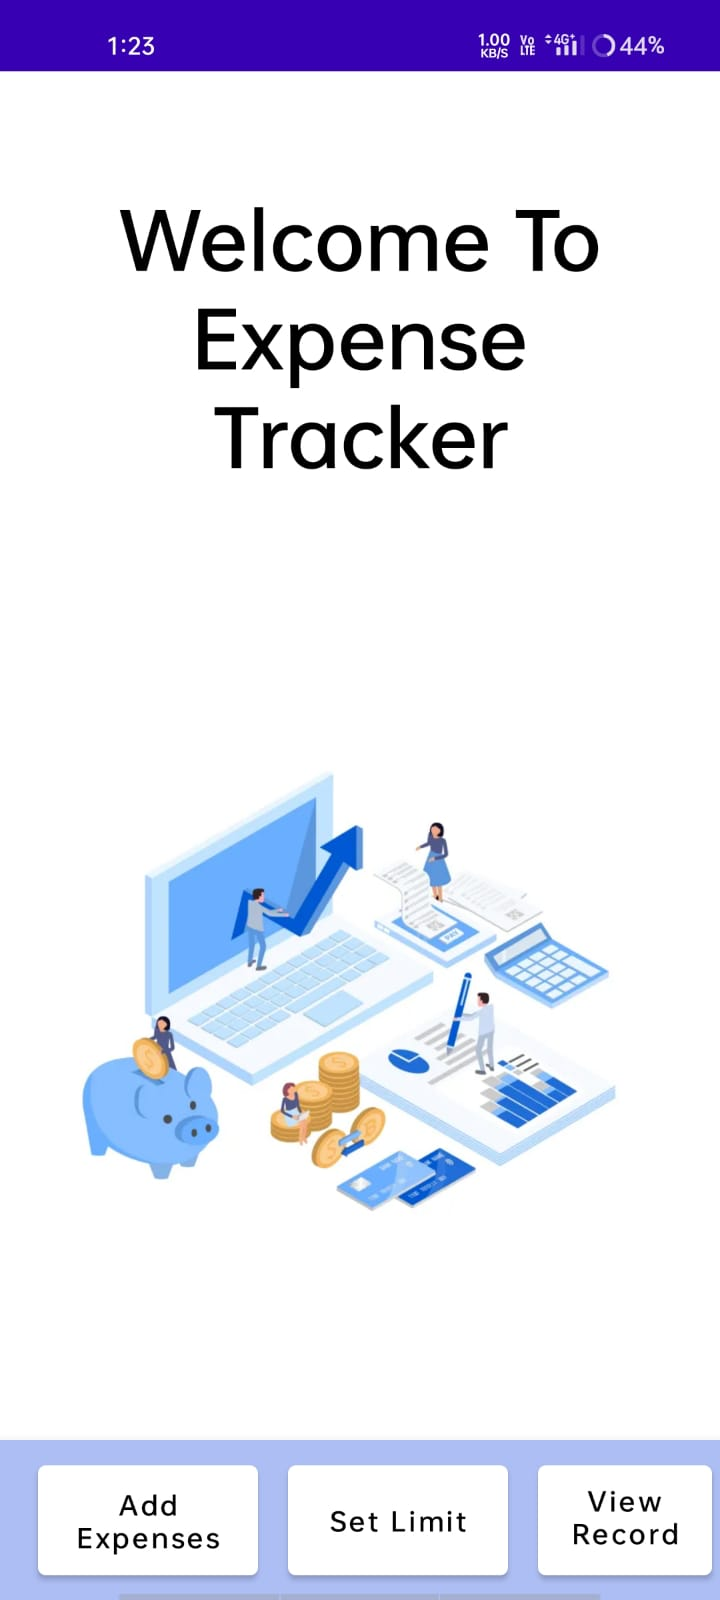 1:23
1.00 KB/S Vo LTE 4G+ 44%
Welcome To
Expense
Tracker
PAY
Add
Expenses
Set Limit
View
Record